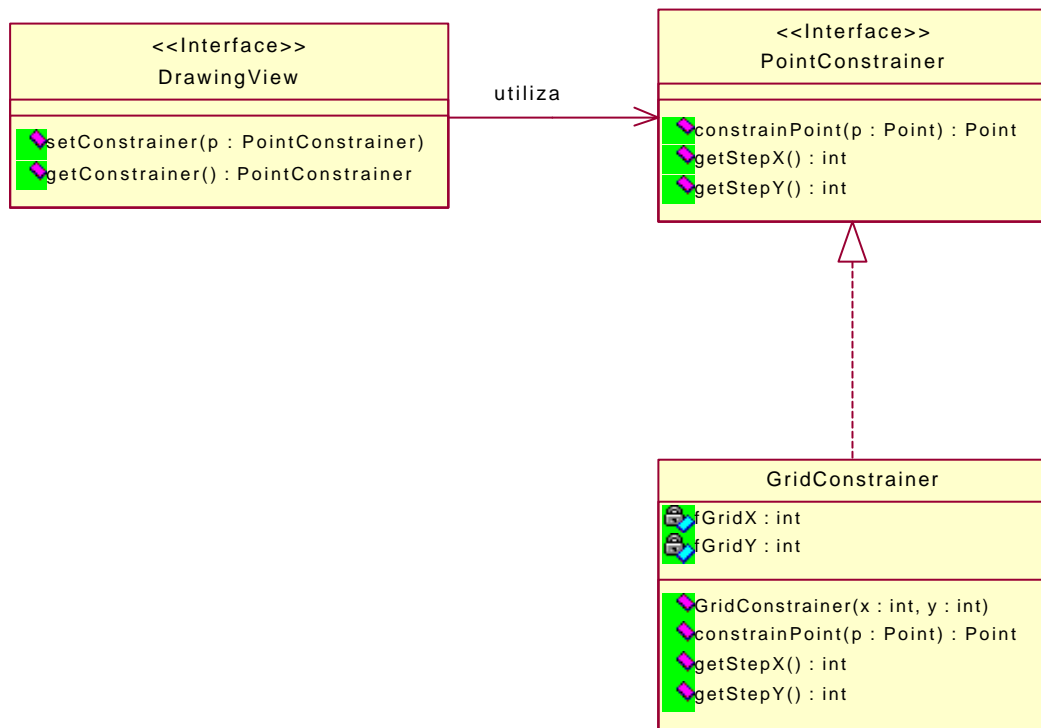 <<Interface>>
DrawingView
setConstrainer(p : PointConstrainer)
getConstrainer() : PointConstrainer
utiliza
<<Interface>>
PointConstrainer
constrainPoint(p : Point) : Point
getStepX() : int
getStepY() : int
GridConstrainer
fGridX : int
fGridY : int
GridConstrainer(x : int, y : int)
constrainPoint(p : Point) : Point
getStepX() : int
getStepY() : int